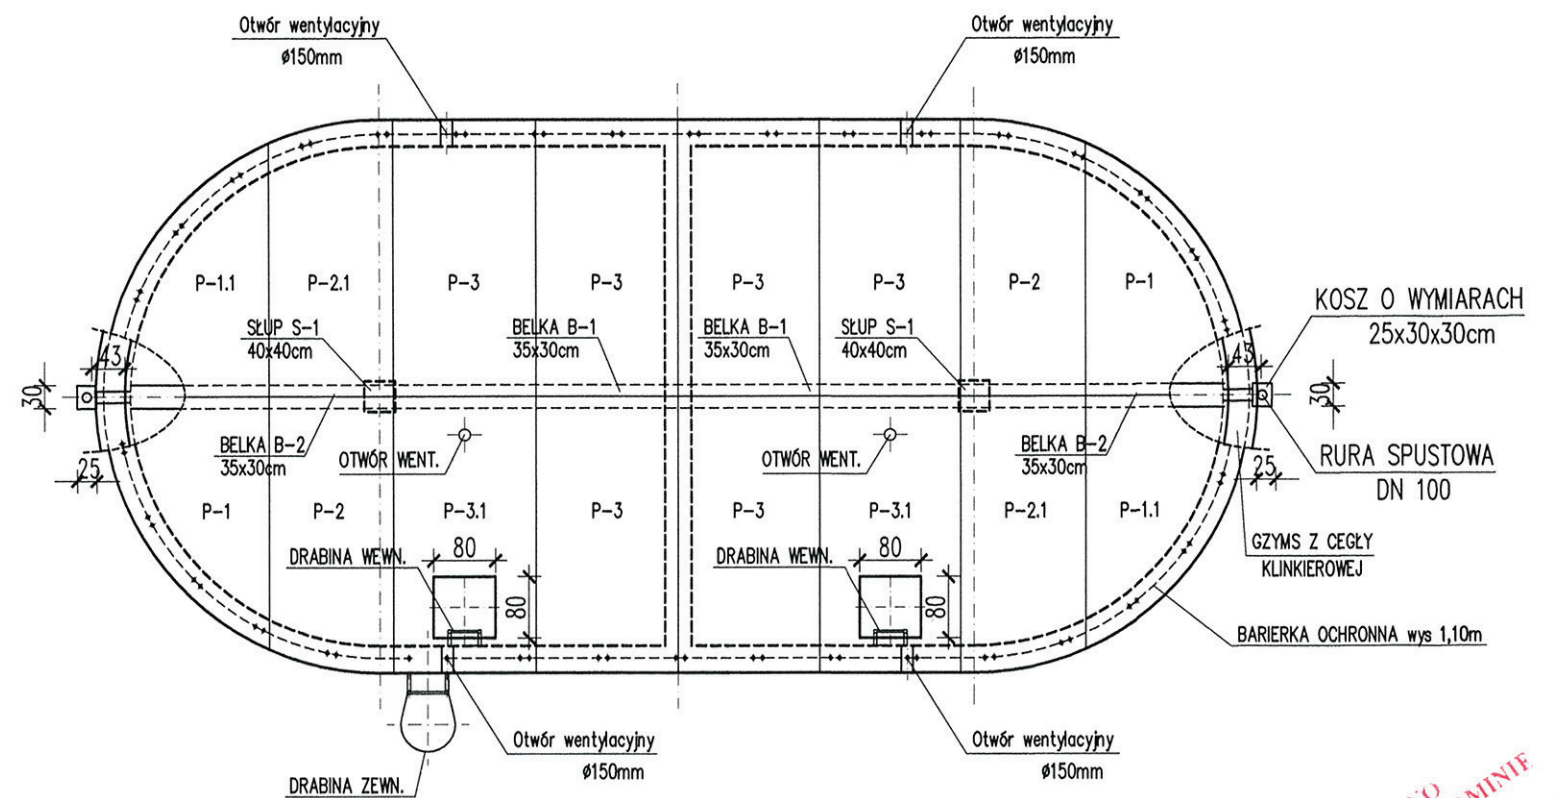 Otwór wentylacyjny
ø150mm
Otwór wentylacyjny
ø150mm
P-1.1
P-2.1
P-3
P-3
P-3
P-3
P-2
P-1
KOSZ O WYMIARACH
25x30x30cm
SŁUP S-1
40x40cm
BELKA B-1
35x30cm
BELKA B-1
35x30cm
SŁUP S-1
40x40cm
43
43
30
30
BELKA B-2
35x30cm
OTWÓR WENT.
OTWÓR WENT.
BELKA B-2
35x30cm
RURA SPUSTOWA
DN 100
25
25
P-1
P-2
P-3.1
P-3
P-3
P-3.1
P-2.1
P-1.1
DRABINA WEWN.
80
DRABINA WEWN.
80
GZYMS Z CEGŁY
KLINKIEROWEJ
80
80
BARIERKA OCHRONNA wys 1,10m
Otwór wentylacyjny
ø150mm
Otwór wentylacyjny
ø150mm
DRABINA ZEWN.